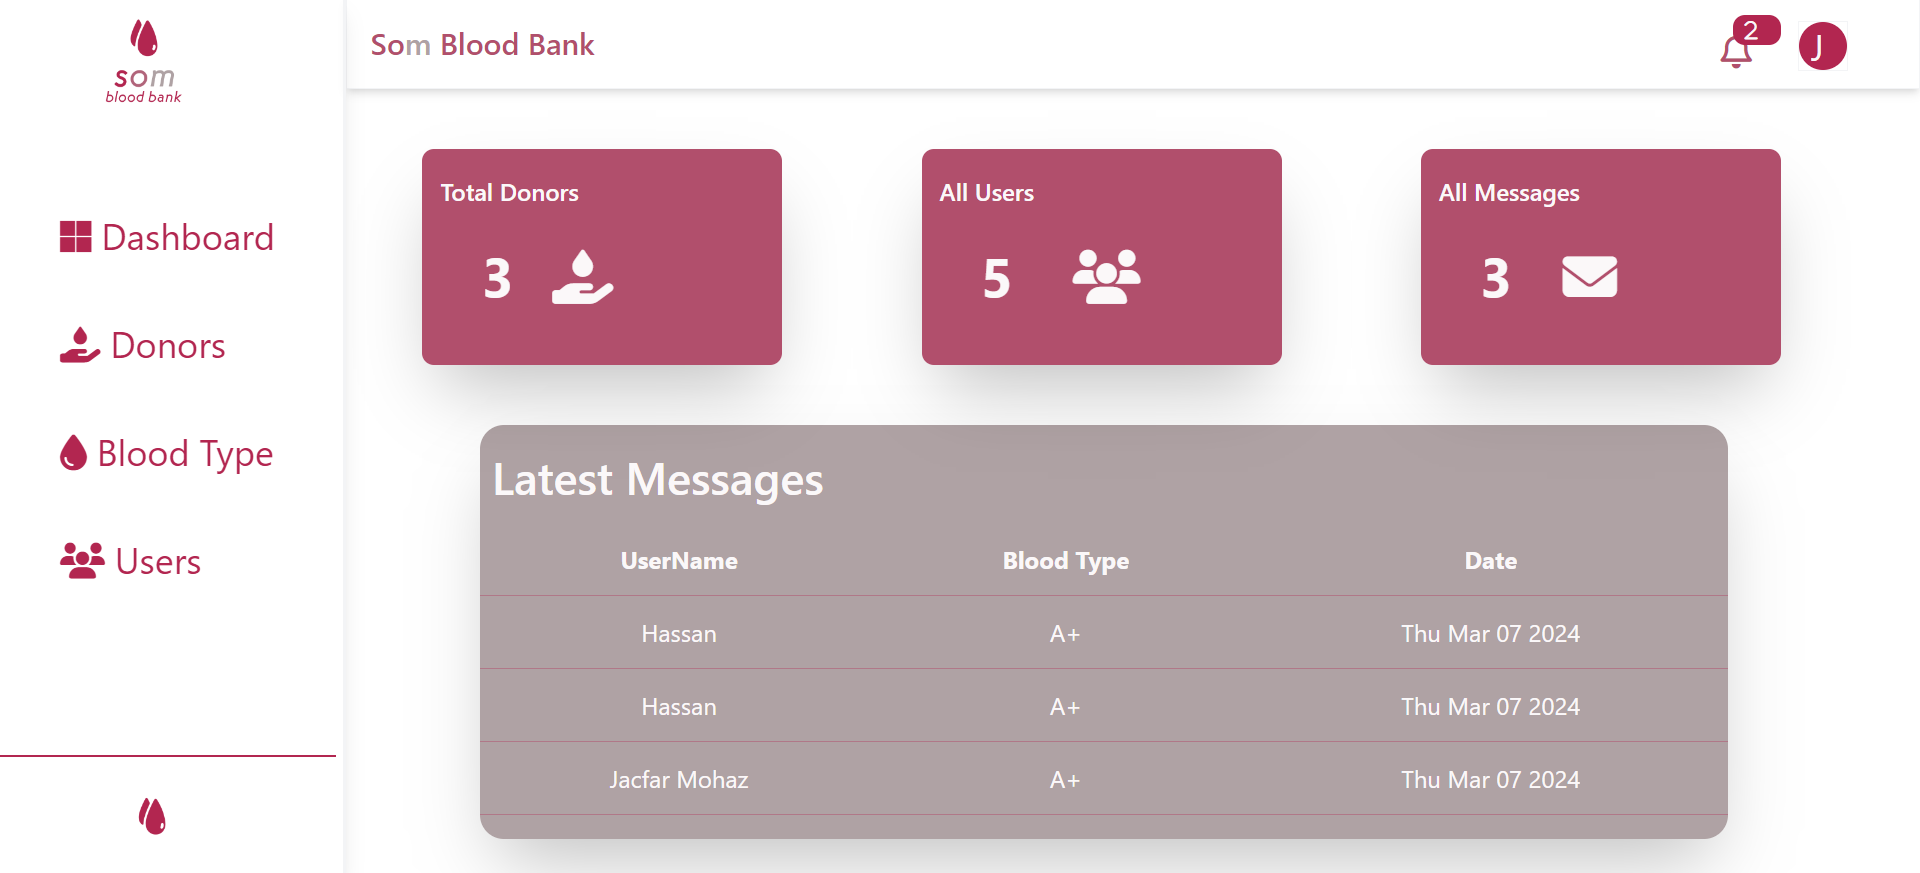 som
blood bank
Dashboard
Donors
Blood Type
Users
Som Blood Bank
2
J
Total Donors
3
All Users
5
All Messages
3
Latest Messages
UserName Blood Type Date
Hassan A+ Thu Mar 07 2024
Hassan A+ Thu Mar 07 2024
Jacfar Mohaz A+ Thu Mar 07 2024